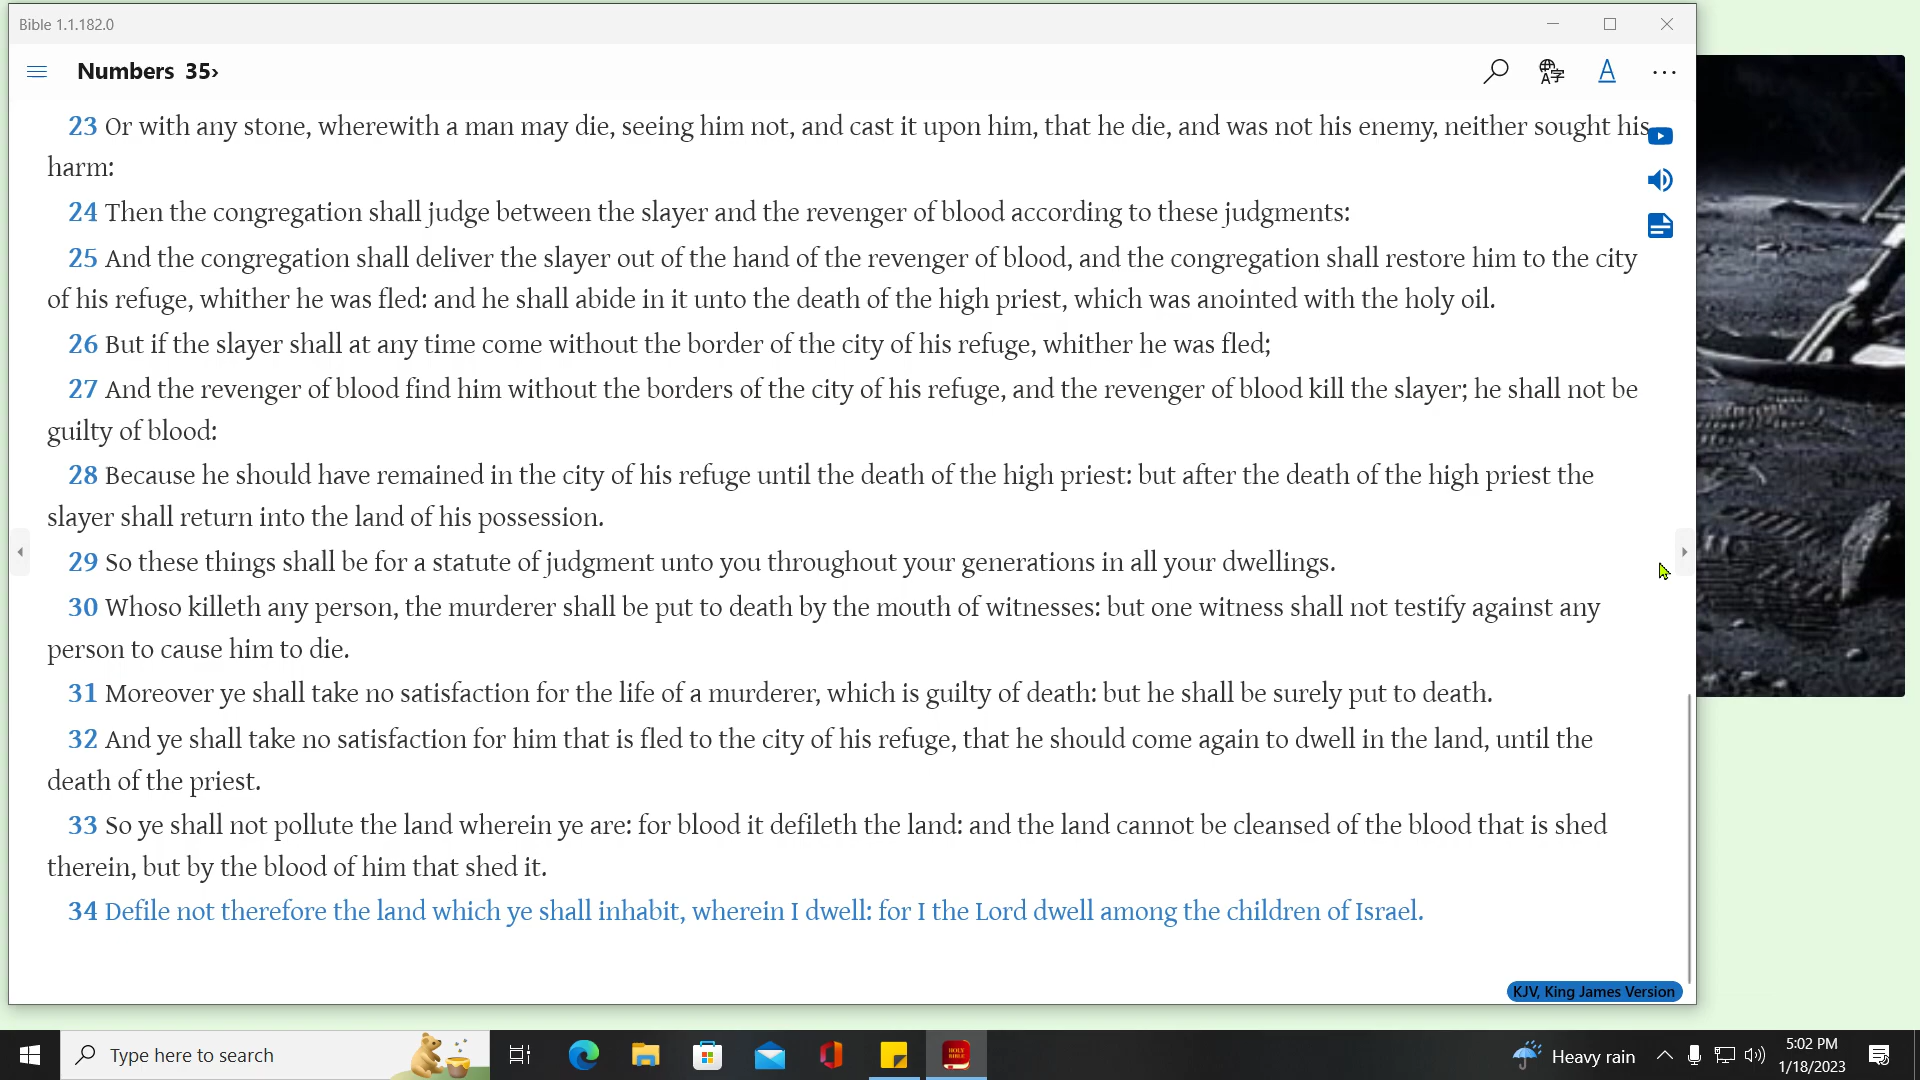 Bible 1.1.182.0
Numbers 35›
23 Or with any stone, wherewith a man may die, seeing him not, and cast it upon him, that he die, and was not his enemy, neither sought his
harm:
24 Then the congregation shall judge between the slayer and the revenger of blood according to these judgments:
25 And the congregation shall deliver the slayer out of the hand of the revenger of blood, and the congregation shall restore him to the city
of his refuge, whither he was fled: and he shall abide in it unto the death of the high priest, which was anointed with the holy oil.
26 But if the slayer shall at any time come without the border of the city of his refuge, whither he was fled;
27 And the revenger of blood find him without the borders of the city of his refuge, and the revenger of blood kill the slayer; he shall not be
guilty of blood:
28 Because he should have remained in the city of his refuge until the death of the high priest: but after the death of the high priest the
slayer shall return into the land of his possession.
29 So these things shall be for a statute of judgment unto you throughout your generations in all your dwellings.
30 Whoso killeth any person, the murderer shall be put to death by the mouth of witnesses: but one witness shall not testify against any
person to cause him to die.
31 Moreover ye shall take no satisfaction for the life of a murderer, which is guilty of death: but he shall be surely put to death.
32 And ye shall take no satisfaction for him that is fled to the city of his refuge, that he should come again to dwell in the land, until the
death of the priest.
33 So ye shall not pollute the land wherein ye are: for blood it defileth the land: and the land cannot be cleansed of the blood that is shed
therein, but by the blood of him that shed it.
34 Defile not therefore the land which ye shall inhabit, wherein I dwell: for I the Lord dwell among the children of Israel.
KJV, King James Version
Type here to search
HOLY BIBLE
Heavy rain
5:02 PM
1/18/2023